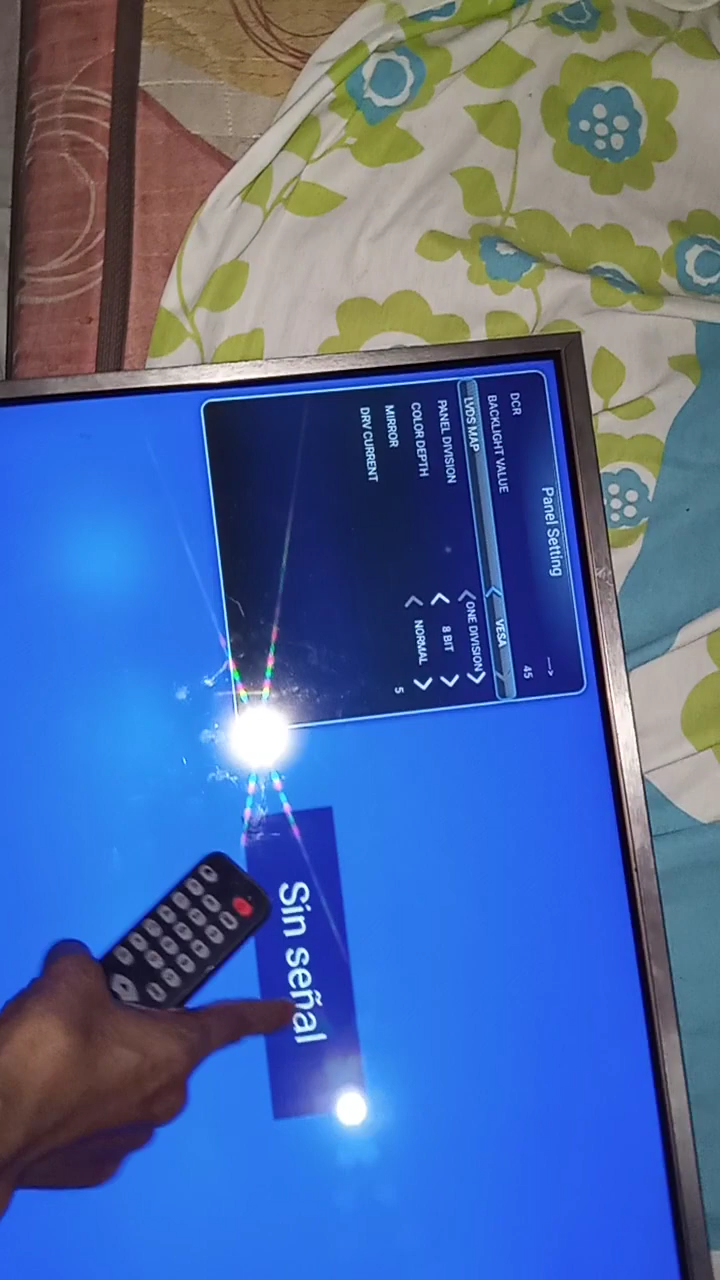 Panel Setting
DCR —>
BACKLIGHT VALUE 45
LVDS MAP < VESA >
PANEL DIVISION < ONE DIVISION >
COLOR DEPTH < 8 BIT >
MIRROR < NORMAL >
DRV CURRENT 5
Sin señal